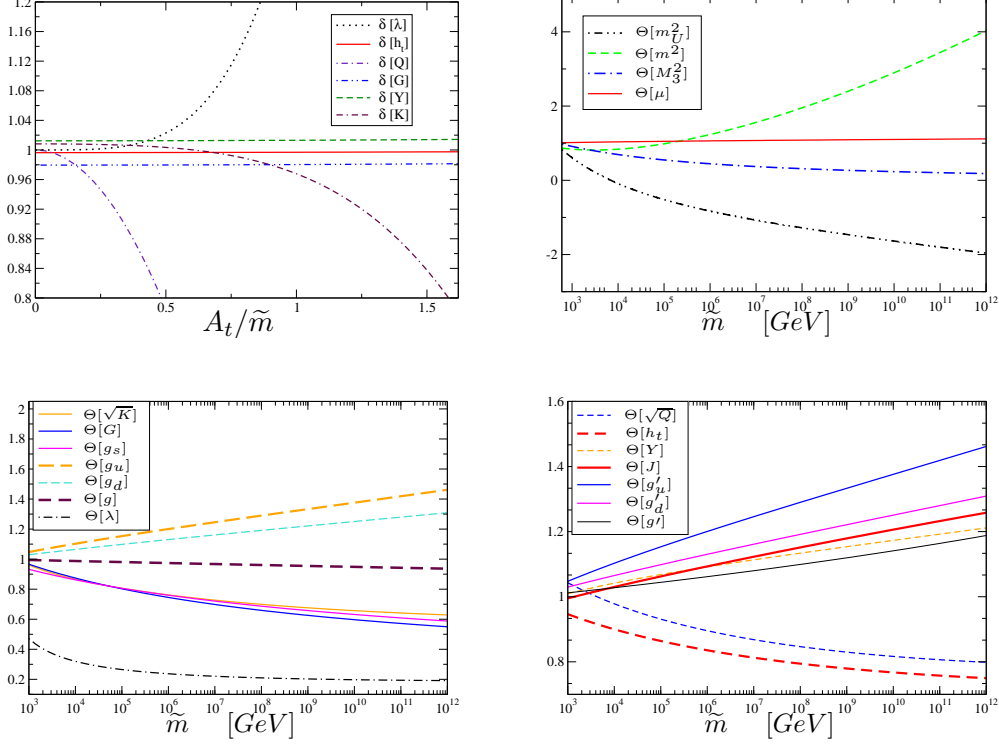 1.2
1.16
1.12
1.08
1.04
1
0.96
0.92
0.88
0.84
0.8
0
0.5
1
1.5
A_t/m̃
δ [λ]
δ [h_t]
δ [Q]
δ [G]
δ [Y]
δ [K]
4
2
0
-2
10^3
10^4
10^5
10^6
10^7
10^8
10^9
10^10
10^11
10^12
m̃ [GeV]
Θ[m_U^2]
Θ[m^2]
Θ[M_3^2]
Θ[μ]
2
1.8
1.6
1.4
1.2
1
0.8
0.6
0.4
0.2
10^3
10^4
10^5
10^6
10^7
10^8
10^9
10^10
10^11
10^12
m̃ [GeV]
Θ[√K]
Θ[G]
Θ[g_s]
Θ[g_u]
Θ[g_d]
Θ[g]
Θ[λ]
1.6
1.4
1.2
1
0.8
10^3
10^4
10^5
10^6
10^7
10^8
10^9
10^10
10^11
10^12
m̃ [GeV]
Θ[√Q]
Θ[h_t]
Θ[Y]
Θ[J]
Θ[g′_u]
Θ[g′_d]
Θ[g′]